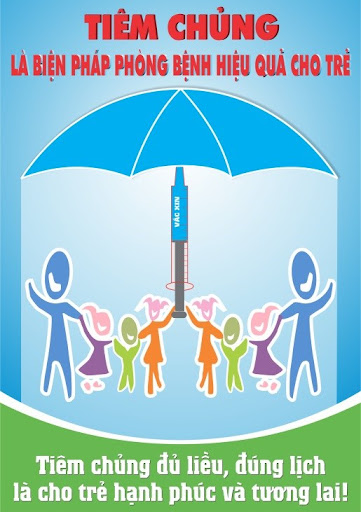 TIÊM CHỦNG
LÀ BIỆN PHÁP PHÒNG BỆNH HIỆU QUẢ CHO TRẺ
VẮC XIN
Tiêm chủng đủ liều, đúng lịch
là cho trẻ hạnh phúc và tương lai!